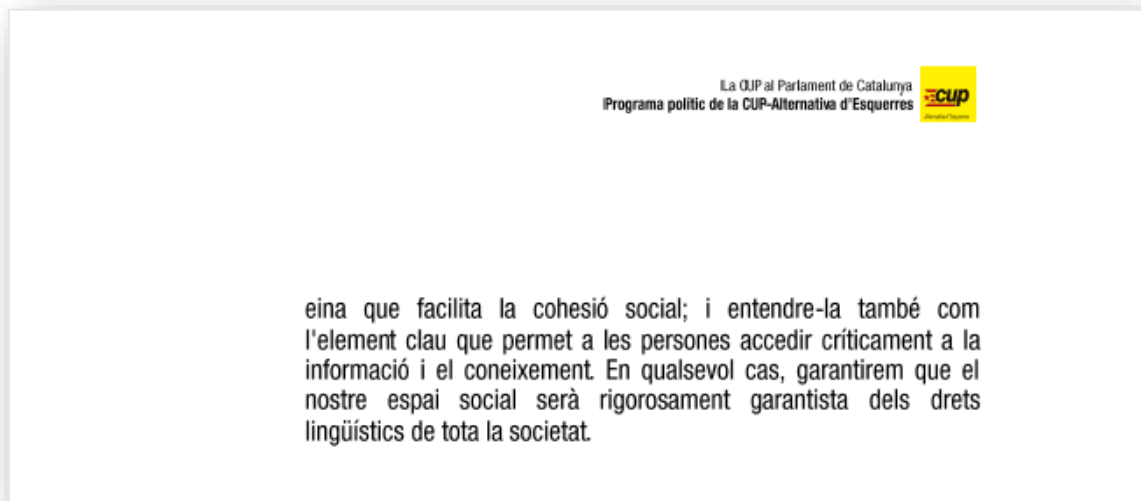 La CUP al Parlament de Catalunya
Programa polític de la CUP-Alternativa d'Esquerres
cup
Alternativa d'Esquerres
eina que facilita la cohesió social; i entendre-la també com
l'element clau que permet a les persones accedir críticament a la
informació i el coneixement. En qualsevol cas, garantirem que el
nostre espai social serà rigorosament garantista dels drets
lingüístics de tota la societat.